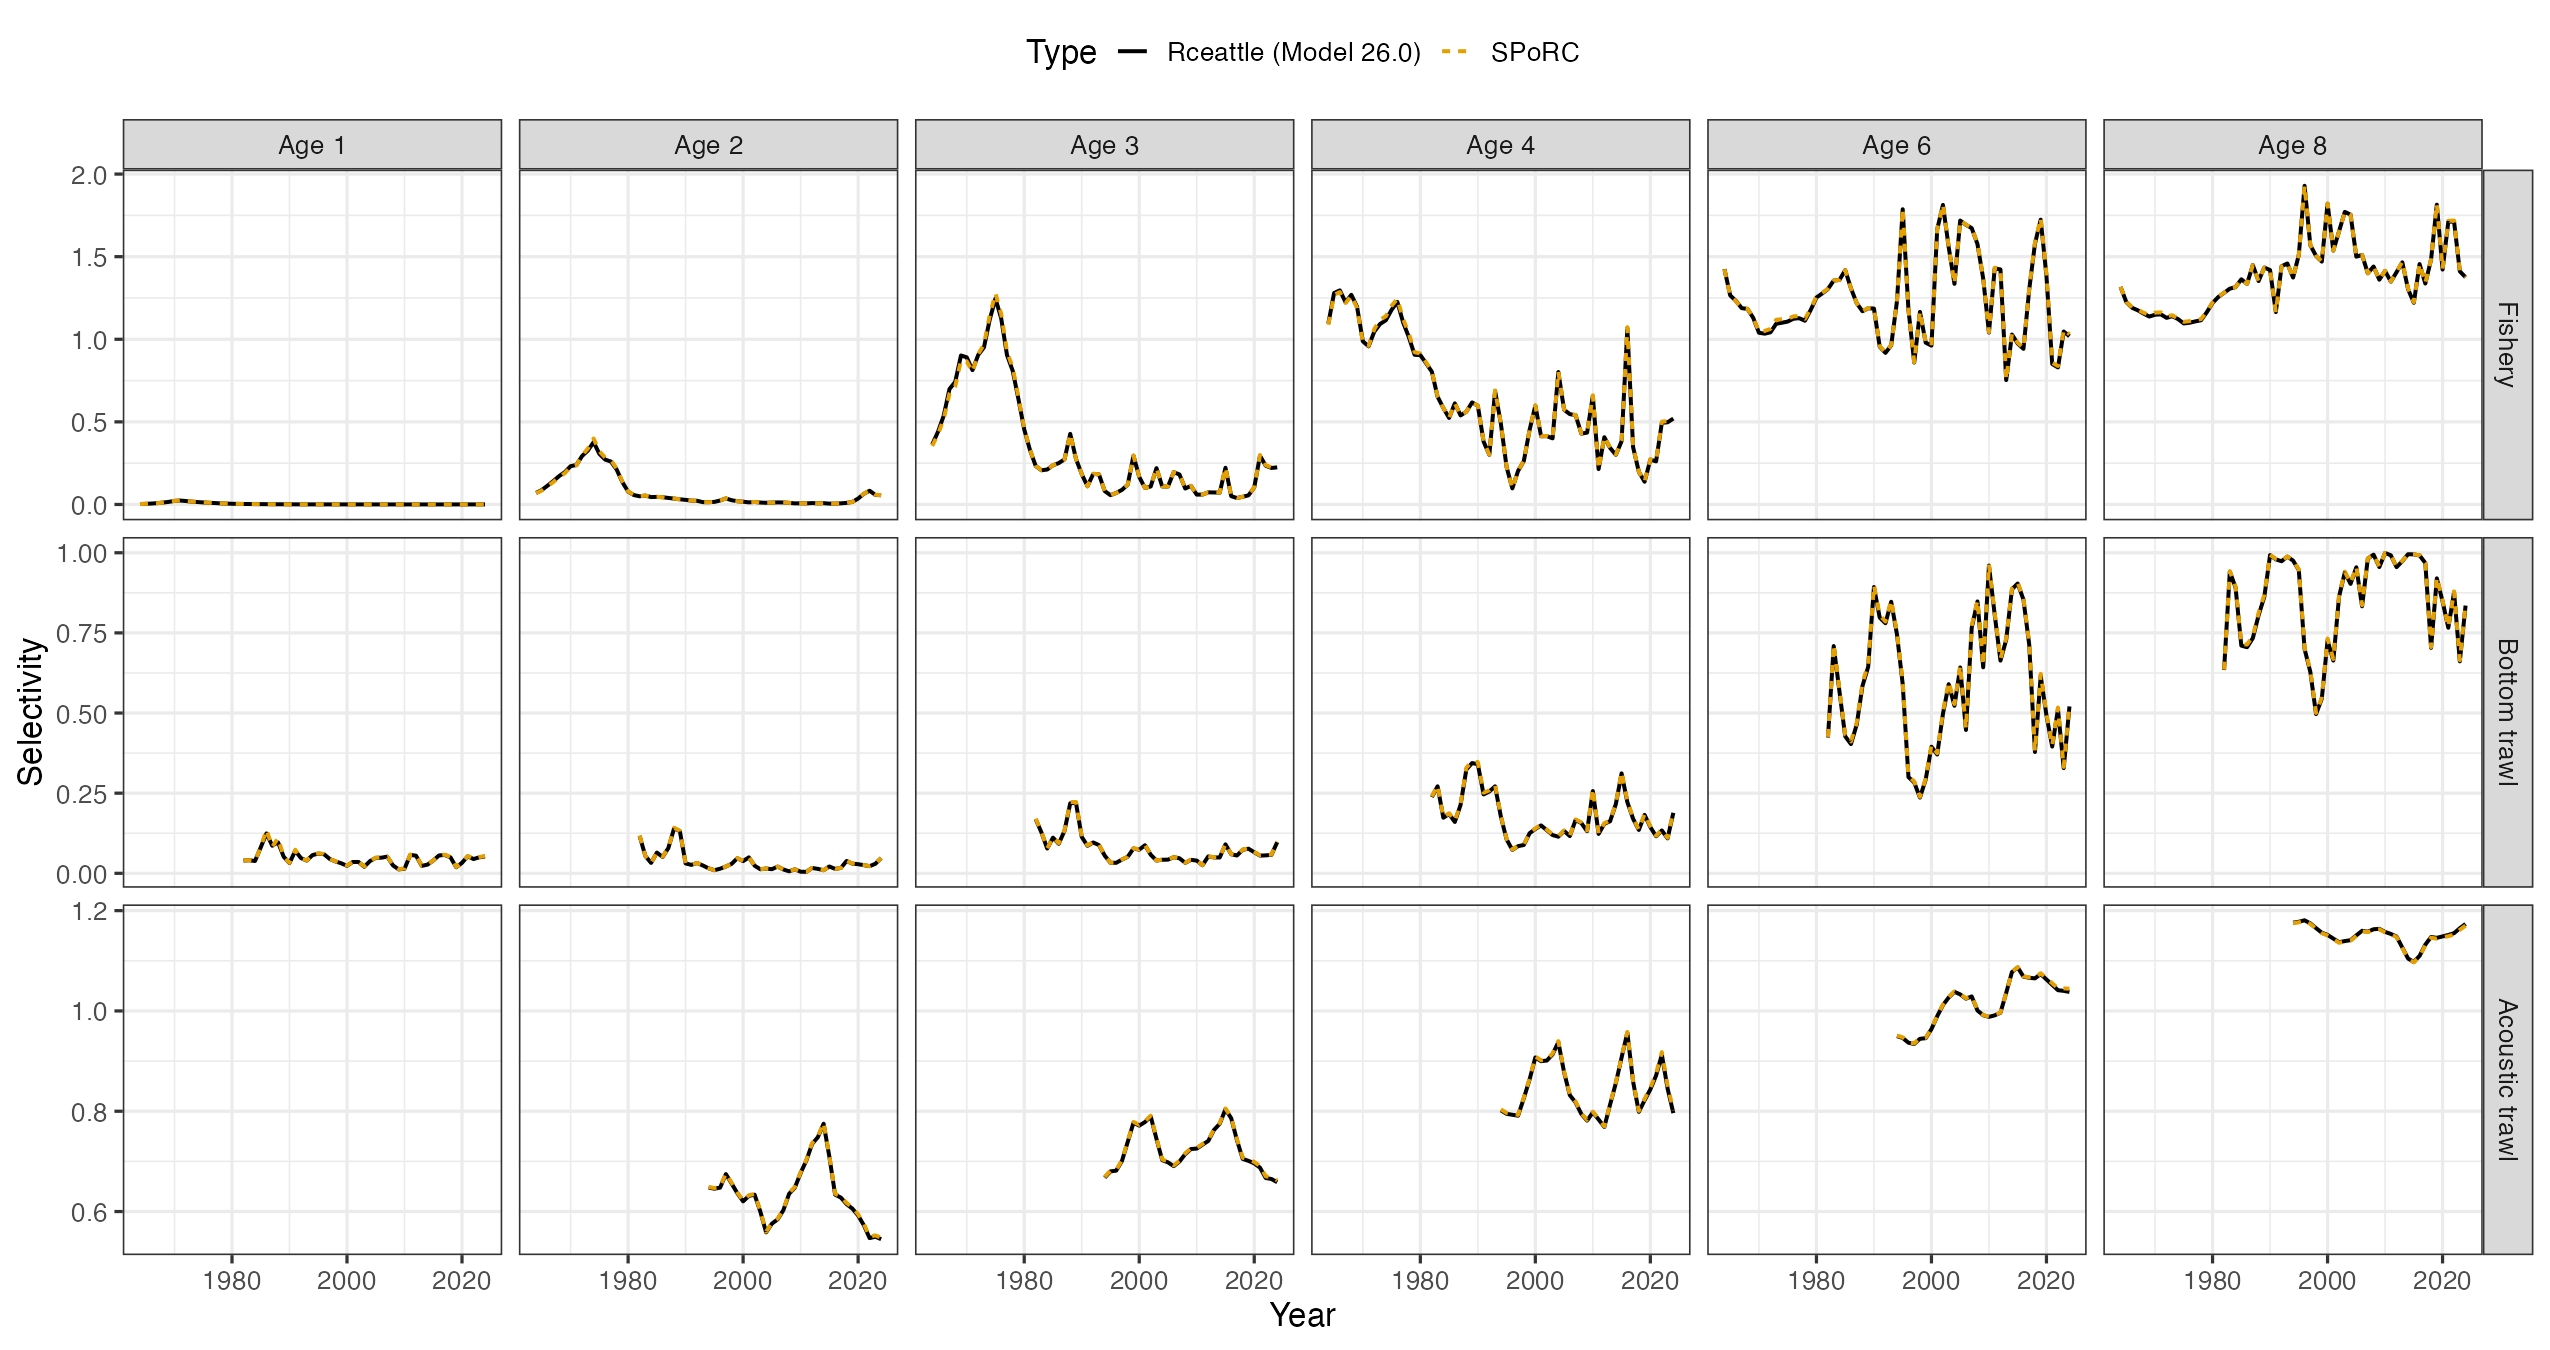 Type Rceattle (Model 26.0) SPoRC
Age 1 Age 2 Age 3 Age 4 Age 6 Age 8
2.0
1.5
1.0
0.5
0.0
Fishery
1.00
0.75
0.50
0.25
0.00
Bottom trawl
1.2
1.0
0.8
0.6
Acoustic trawl
Selectivity
1980 2000 2020 1980 2000 2020 1980 2000 2020 1980 2000 2020 1980 2000 2020 1980 2000 2020
Year